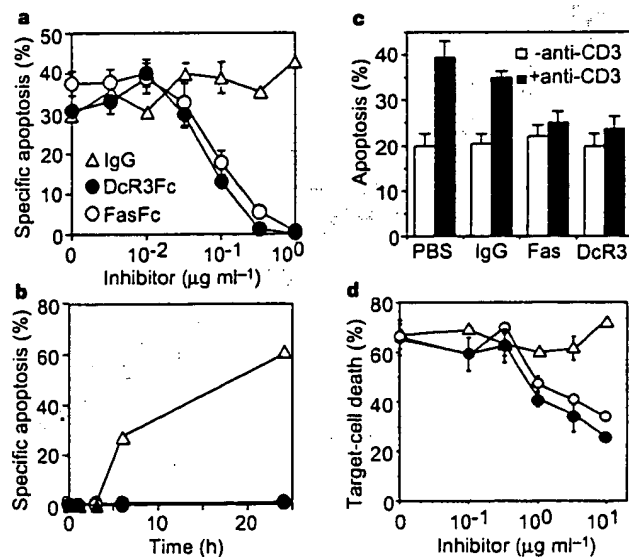 a
Specific apoptosis (%)
50
40
30
20
10
0
IgG
DcR3Fc
FasFc
0 10⁻² 10⁻¹ 10⁰
Inhibitor (µg ml⁻¹)
c
Apoptosis (%)
40
30
20
10
0
-anti-CD3
+anti-CD3
PBS IgG Fas DcR3
b
Specific apoptosis (%)
80
60
40
20
0
0 10 20
Time (h)
d
Target-cell death (%)
80
60
40
20
0
0 10⁻¹ 10⁰ 10¹
Inhibitor (µg ml⁻¹)